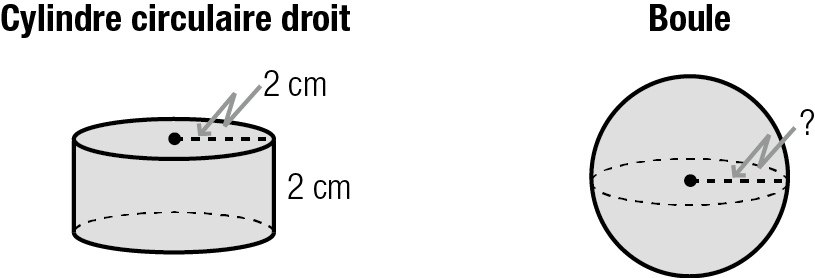 Cylindre circulaire droit
Boule
2 cm
2 cm
?